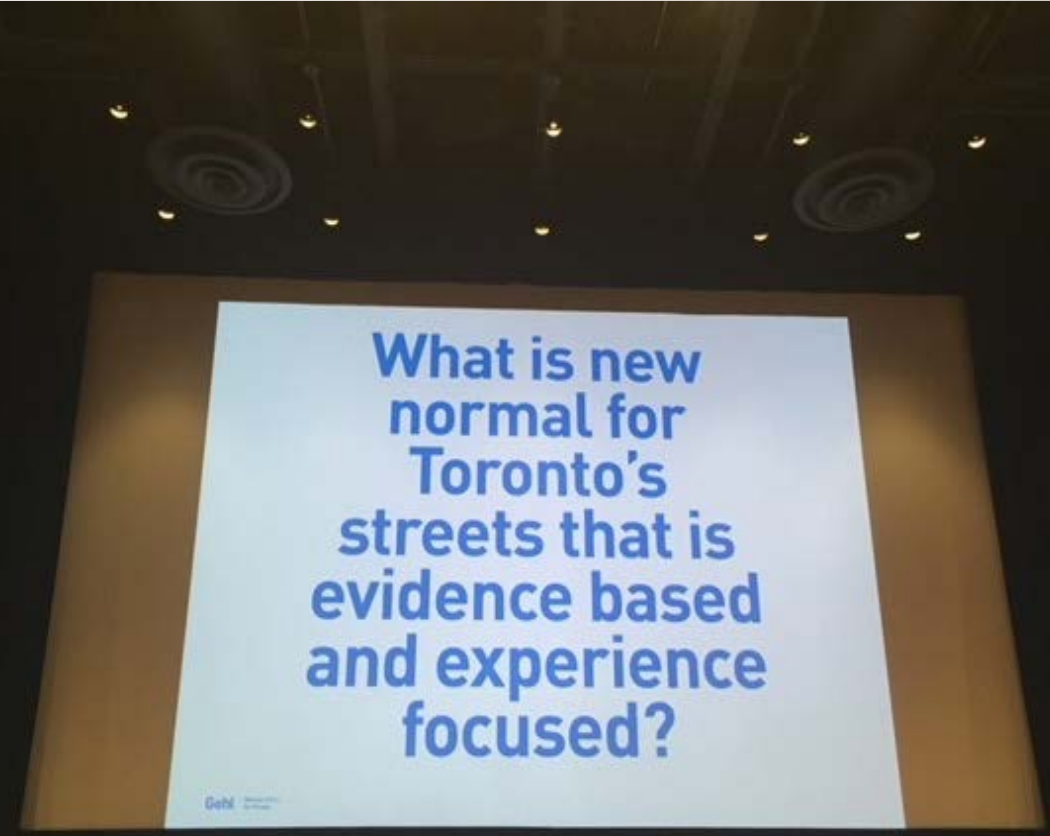 What is new
normal for
Toronto's
streets that is
evidence based
and experience
focused?
Gehl